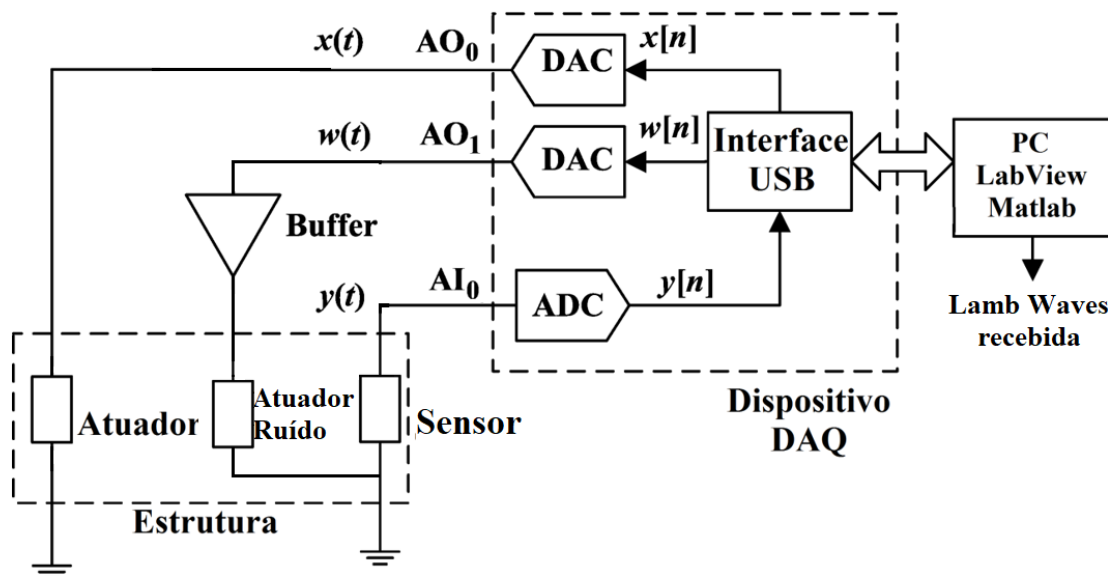 x(t)
AO0
DAC
x[n]
w(t)
AO1
DAC
w[n]
Interface
USB
PC
LabView
Matlab
Buffer
y(t)
AI0
ADC
y[n]
Lamb Waves
recebida
Atuador
Atuador
Ruído
Sensor
Dispositivo
DAQ
Estrutura